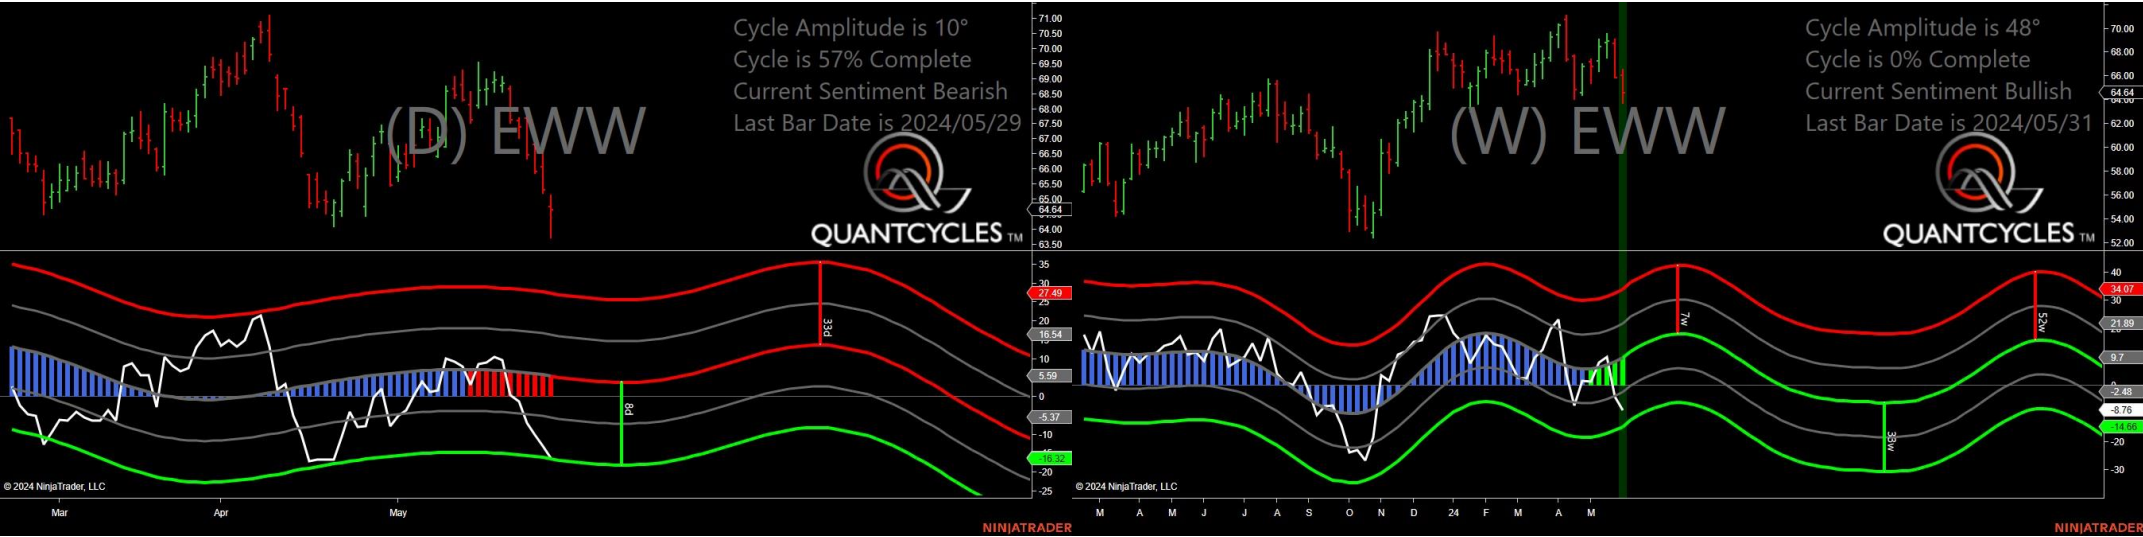 Cycle Amplitude is 10°
Cycle is 57% Complete
Current Sentiment Bearish
Last Bar Date is 2024/05/29
(D) EWW
QUANTCYCLES TM
71.00
70.50
70.00
69.50
69.00
68.50
68.00
67.50
67.00
66.50
66.00
65.50
65.00
64.64
64.00
63.50
35
30
27.49
25
20
16.54
10
5.59
0
-5.37
-10
-16.32
-20
-25
33d
8d
© 2024 NinjaTrader, LLC
Mar
Apr
May
NINJATRADER
Cycle Amplitude is 48°
Cycle is 0% Complete
Current Sentiment Bullish
Last Bar Date is 2024/05/31
(W) EWW
QUANTCYCLES TM
70.00
68.00
66.00
64.64
62.00
60.00
58.00
56.00
54.00
52.00
40
34.07
30
21.89
9.7
-2.48
-8.76
-14.66
-20
-30
7w
38w
52w
© 2024 NinjaTrader, LLC
M A M J J A S O N D 24 F M A M
NINJATRADER